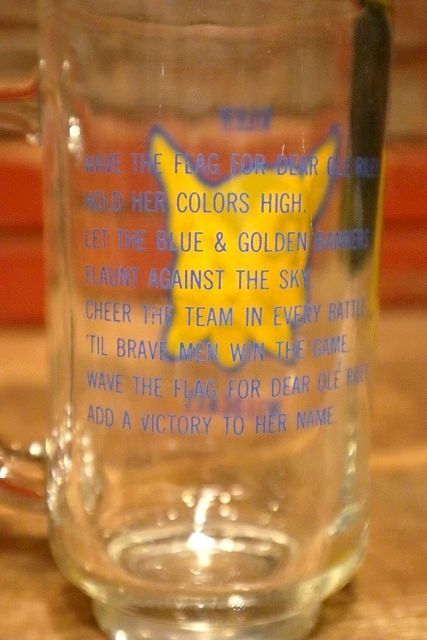 WAVE THE FLAG FOR DEAR OLE RILEY
HOLD HER COLORS HIGH.
LET THE BLUE & GOLDEN BANNERS
FLAUNT AGAINST THE SKY
CHEER THE TEAM IN EVERY BATTLE,
'TIL BRAVE MEN WIN THE GAME
WAVE THE FLAG FOR DEAR OLE RILEY
ADD A VICTORY TO HER NAME.